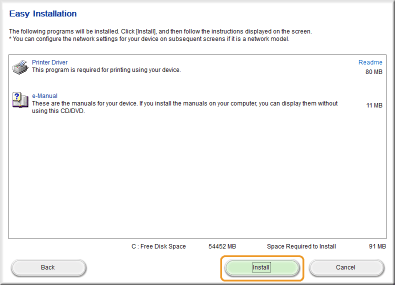 Easy Installation
The following programs will be installed. Click [Install], and then follow the instructions displayed on the screen.
* You can configure the network settings for your device on subsequent screens if it is a network model.
Printer Driver Readme
This program is required for printing using your device. 80 MB
e-Manual
These are the manuals for your device. If you install the manuals on your computer, you can display them without 11 MB
using this CD/DVD.
C : Free Disk Space 54452 MB Space Required to Install 91 MB
Back Install Cancel